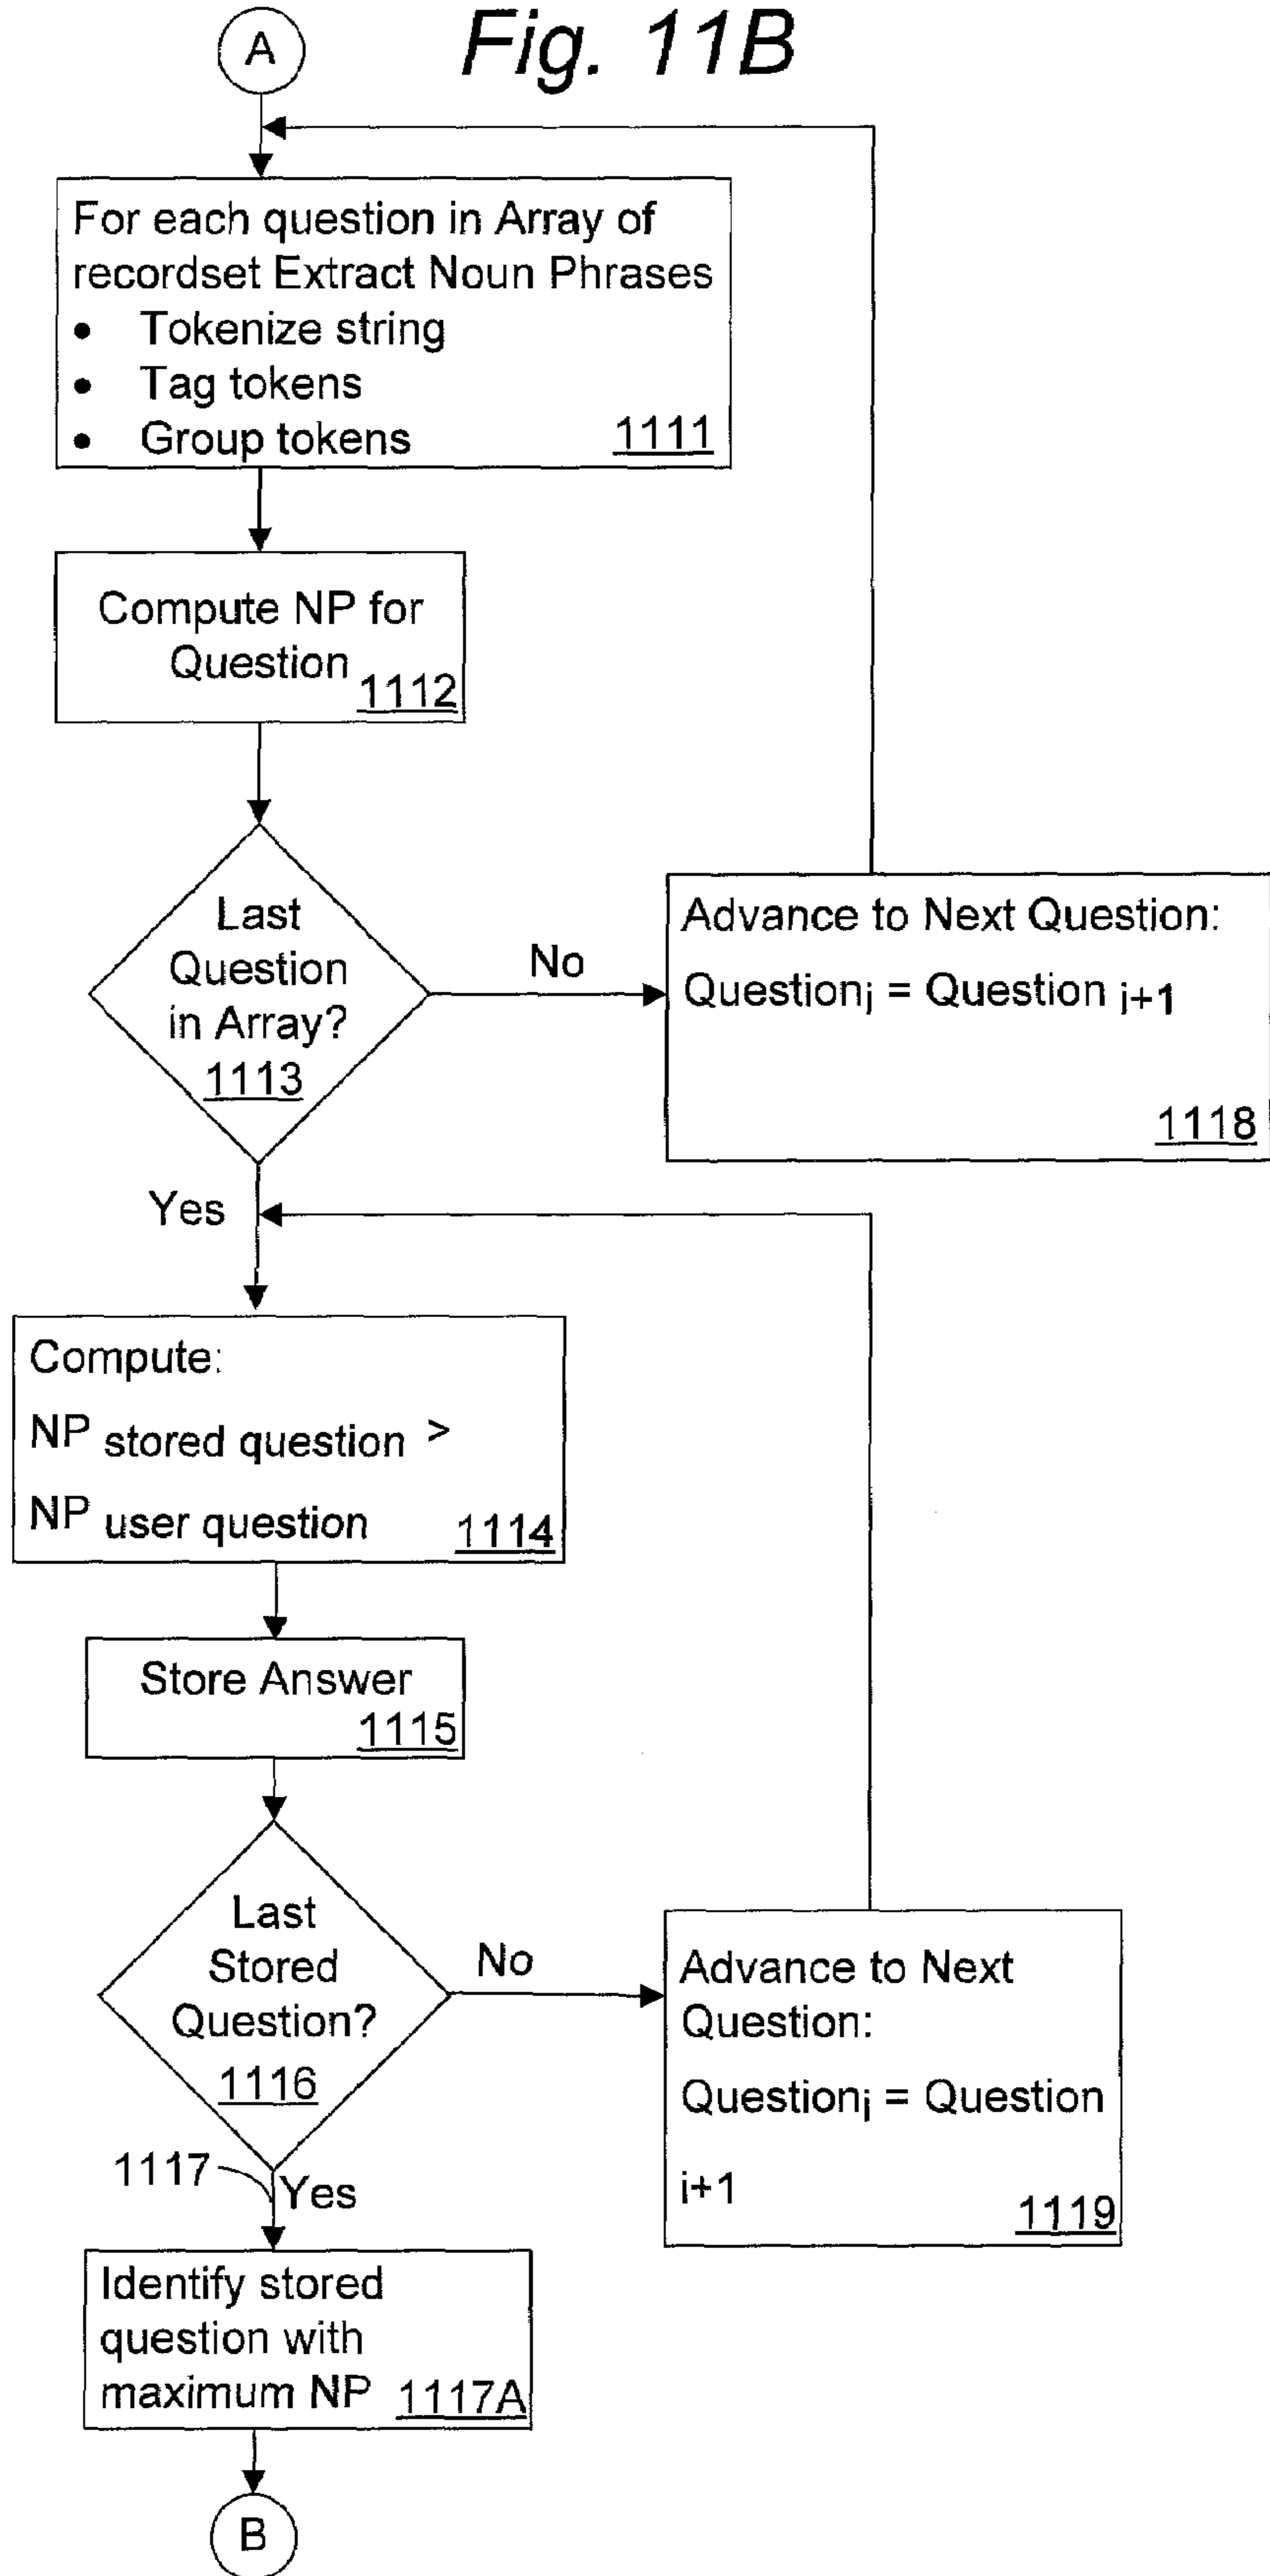 Fig. 11B
A
For each question in Array of
recordset Extract Noun Phrases
• Tokenize string
• Tag tokens
• Group tokens 1111
Compute NP for
Question 1112
Last
Question
in Array?
1113
No
Advance to Next Question:
Questionj = Question j+1
1118
Yes
Compute:
NP stored question >
NP user question 1114
Store Answer
1115
Last
Stored
Question?
1116
No
Advance to Next
Question:
Questionj = Question
i+1 1119
1117
Yes
Identify stored
question with
maximum NP 1117A
B